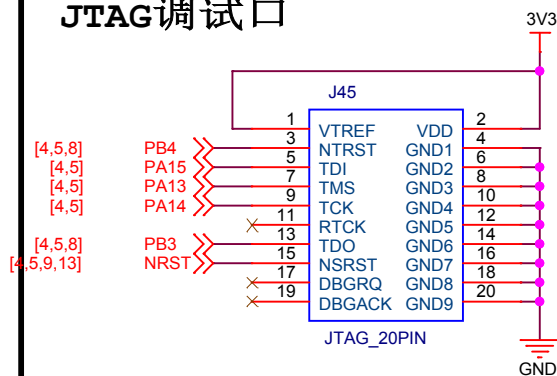 JTAG调试口
3V3
J45
1 VTREF VDD 2
[4,5,8] PB4 3 NTRST GND1 4
[4,5] PA15 5 TDI GND2 6
[4,5] PA13 7 TMS GND3 8
[4,5] PA14 9 TCK GND4 10
11 RTCK GND5 12
[4,5,8] PB3 13 TDO GND6 14
[4,5,9,13] NRST 15 NSRST GND7 16
17 DBGRQ GND8 18
19 DBGACK GND9 20
JTAG_20PIN
GND